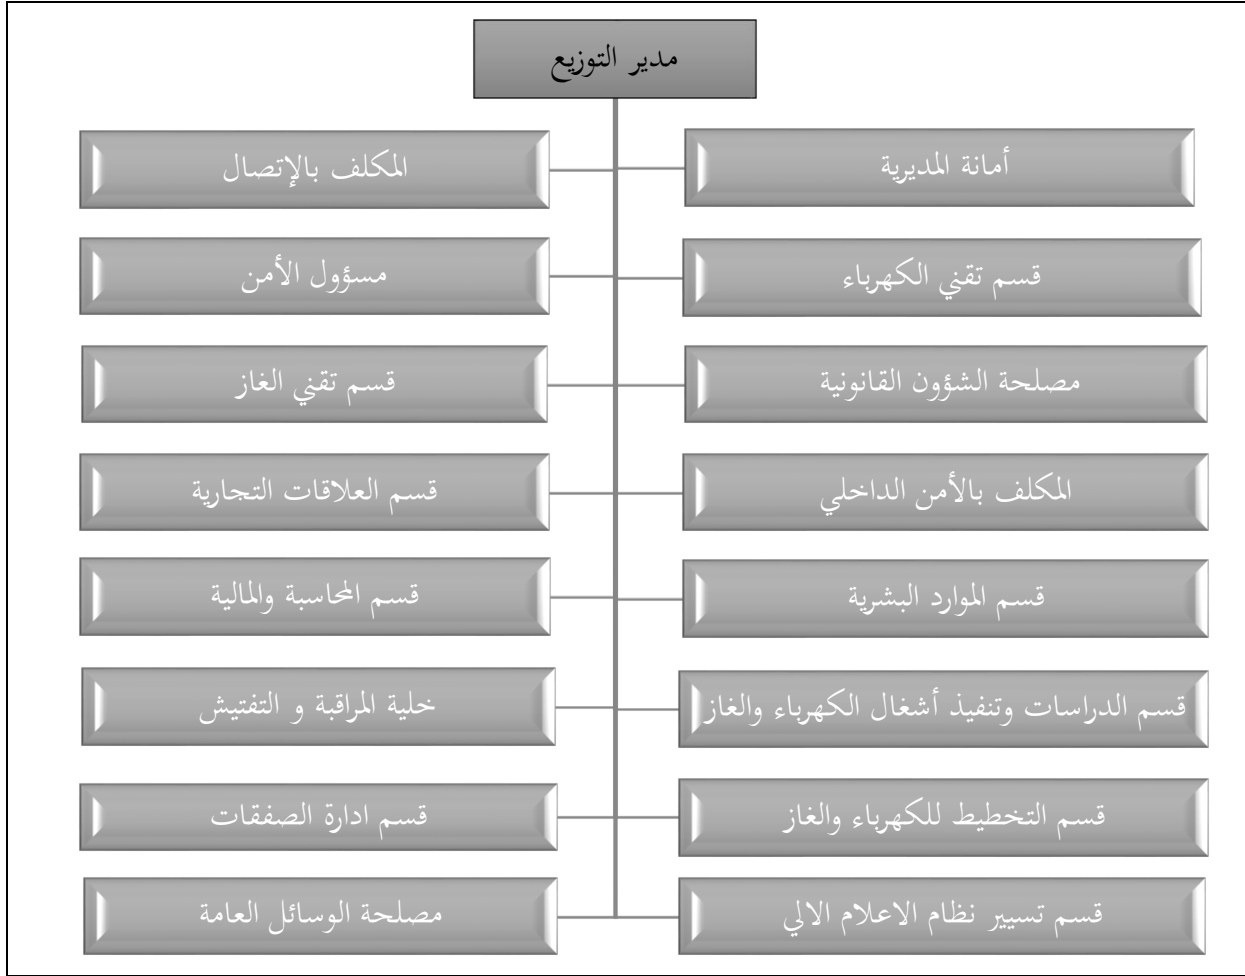 مدير التوزيع
أمانة المديرية
المكلف بالإتصال
قسم تقني الكهرباء
مسؤول الأمن
مصلحة الشؤون القانونية
قسم تقني الغاز
المكلف بالأمن الداخلي
قسم العلاقات التجارية
قسم الموارد البشرية
قسم المحاسبة والمالية
قسم الدراسات وتنفيذ أشغال الكهرباء والغاز
خلية المراقبة و التفتيش
قسم التخطيط للكهرباء والغاز
قسم ادارة الصفقات
قسم تسيير نظام الاعلام الالي
مصلحة الوسائل العامة